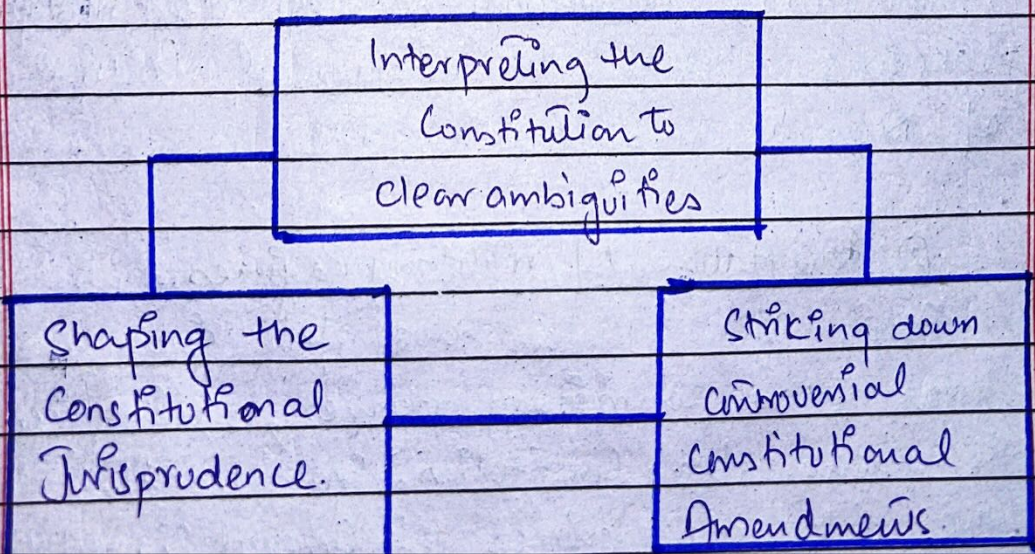 Interpreting the
Constitution to
clear ambiguities
Shaping the
Constitutional
Jurisprudence.
Striking down
controversial
constitutional
Amendments.